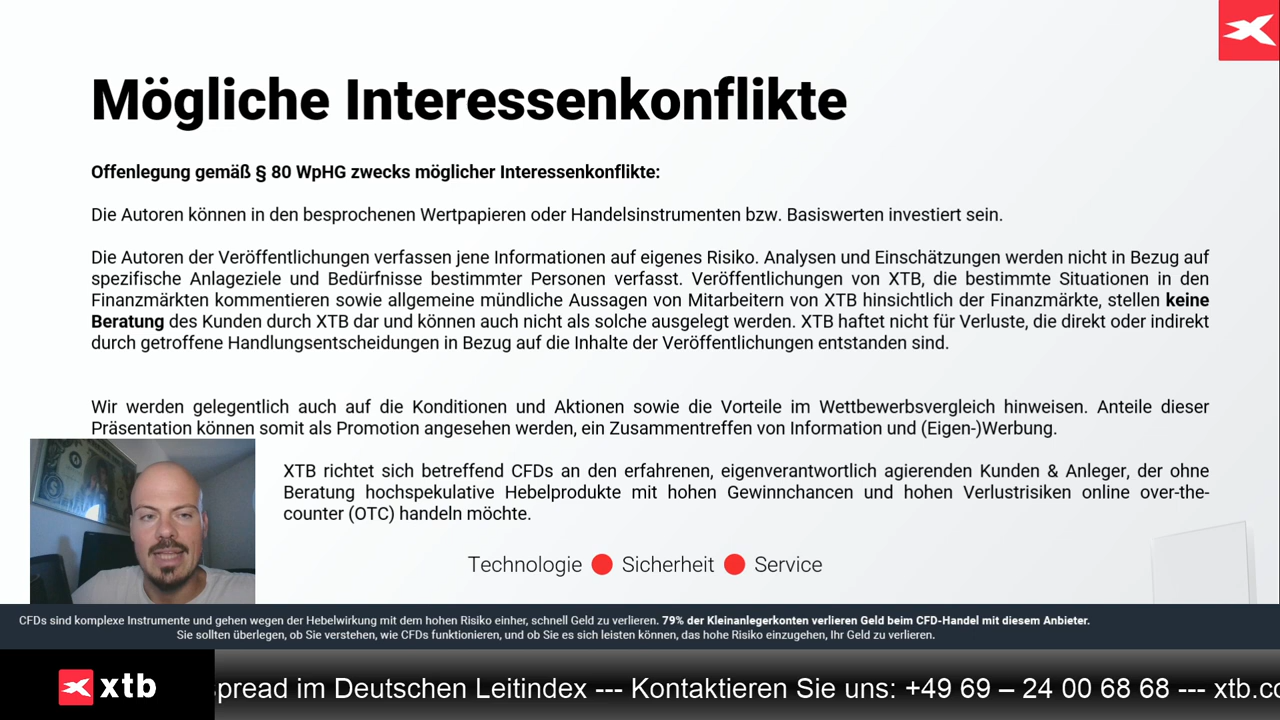 Mögliche Interessenkonflikte
Offenlegung gemäß § 80 WpHG zwecks möglicher Interessenkonflikte:
Die Autoren können in den besprochenen Wertpapieren oder Handelsinstrumenten bzw. Basiswerten investiert sein.
Die Autoren der Veröffentlichungen verfassen jene Informationen auf eigenes Risiko. Analysen und Einschätzungen werden nicht in Bezug auf
spezifische Anlageziele und Bedürfnisse bestimmter Personen verfasst. Veröffentlichungen von XTB, die bestimmte Situationen in den
Finanzmärkten kommentieren sowie allgemeine mündliche Aussagen von Mitarbeitern von XTB hinsichtlich der Finanzmärkte, stellen keine
Beratung des Kunden durch XTB dar und können auch nicht als solche ausgelegt werden. XTB haftet nicht für Verluste, die direkt oder indirekt
durch getroffene Handlungsentscheidungen in Bezug auf die Inhalte der Veröffentlichungen entstanden sind.
Wir werden gelegentlich auch auf die Konditionen und Aktionen sowie die Vorteile im Wettbewerbsvergleich hinweisen. Anteile dieser
Präsentation können somit als Promotion angesehen werden, ein Zusammentreffen von Information und (Eigen-)Werbung.
XTB richtet sich betreffend CFDs an den erfahrenen, eigenverantwortlich agierenden Kunden & Anleger, der ohne
Beratung hochspekulative Hebelprodukte mit hohen Gewinnchancen und hohen Verlustrisiken online over-the-
counter (OTC) handeln möchte.
Technologie Sicherheit Service
CFDs sind komplexe Instrumente und gehen wegen der Hebelwirkung mit dem hohen Risiko einher, schnell Geld zu verlieren. 79% der Kleinanlegerkonten verlieren Geld beim CFD-Handel mit diesem Anbieter.
Sie sollten überlegen, ob Sie verstehen, wie CFDs funktionieren, und ob Sie es sich leisten können, das hohe Risiko einzugehen, Ihr Geld zu verlieren.
xtb spread im Deutschen Leitindex --- Kontaktieren Sie uns: +49 69 – 24 00 68 68 --- xtb.co